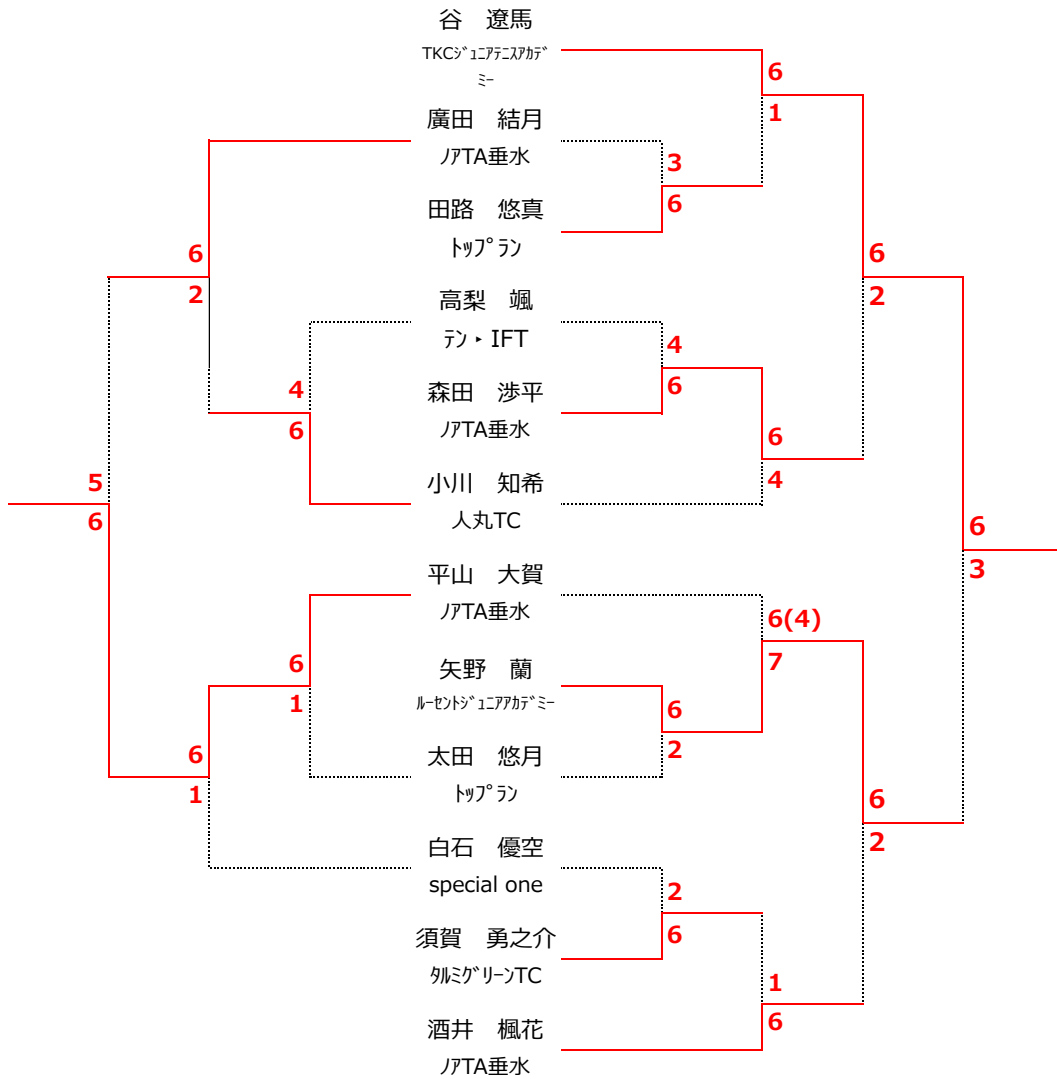 谷　遼馬
TKCｼﾞｭﾆｱﾃﾆｽｱｶﾃﾞ
ﾐｰ
6
1
廣田　結月
ﾉｱTA垂水
3
6
田路　悠真
ﾄｯﾌﾟﾗﾝ
6
2
6
2
高梨　颯
ﾃﾝ・IFT
4
6
4
6
森田　渉平
ﾉｱTA垂水
6
4
小川　知希
人丸TC
5
6
6
3
平山　大賀
ﾉｱTA垂水
6(4)
7
6
1
矢野　蘭
ﾙｰｾﾝﾄｼﾞｭﾆｱｱｶﾃﾞﾐｰ
6
2
太田　悠月
ﾄｯﾌﾟﾗﾝ
6
1
6
2
白石　優空
special one
2
6
須賀　勇之介
ﾀﾙﾐｸﾞﾘｰﾝTC
1
6
酒井　楓花
ﾉｱTA垂水